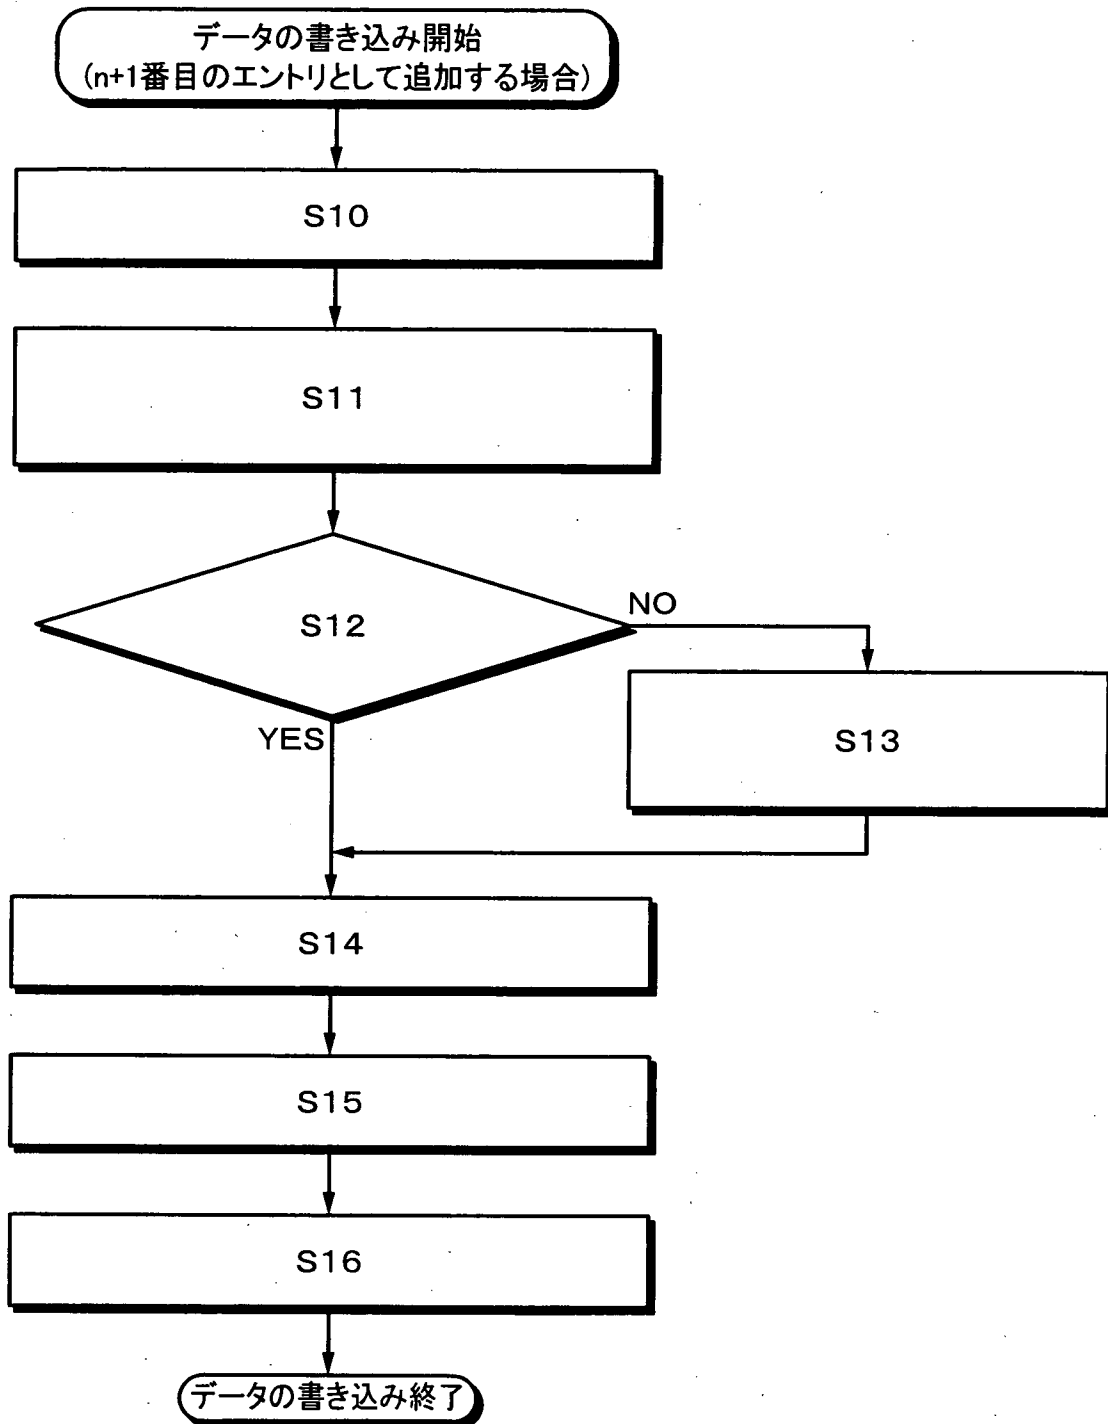 データの書き込み開始
(n+1番目のエントリとして追加する場合)
S10
S11
S12
NO
S13
YES
S14
S15
S16
データの書き込み終了